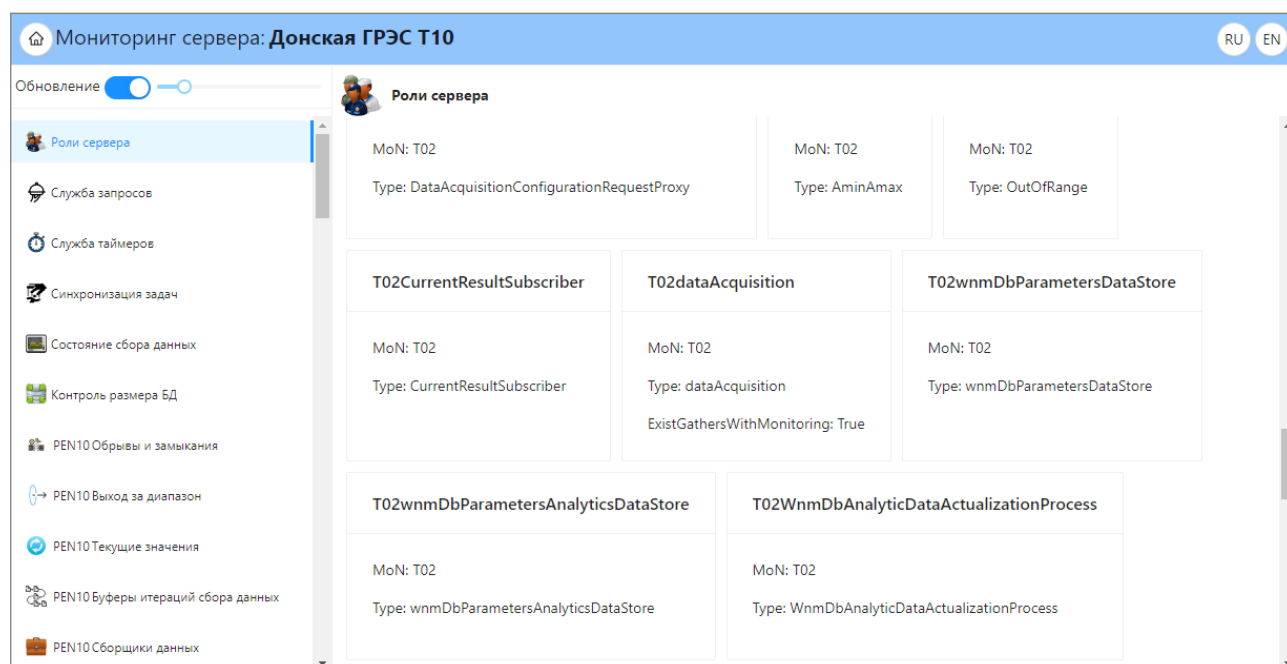 Мониторинг сервера: Донская ГРЭС Т10
RU EN
Обновление
Роли сервера
Служба запросов
Служба таймеров
Синхронизация задач
Состояние сбора данных
Контроль размера БД
PEN10 Обрывы и замыкания
PEN10 Выход за диапазон
PEN10 Текущие значения
PEN10 Буферы итераций сбора данных
PEN10 Сборщики данных
Роли сервера
MoN: T02
Type: DataAcquisitionConfigurationRequestProxy
MoN: T02
Type: AminAmax
MoN: T02
Type: OutOfRange
T02CurrentResultSubscriber
MoN: T02
Type: CurrentResultSubscriber
T02dataAcquisition
MoN: T02
Type: dataAcquisition
ExistGathersWithMonitoring: True
T02wnmDbParametersDataStore
MoN: T02
Type: wnmDbParametersDataStore
T02wnmDbParametersAnalyticsDataStore
MoN: T02
Type: wnmDbParametersAnalyticsDataStore
T02WnmDbAnalyticDataActualizationProcess
MoN: T02
Type: WnmDbAnalyticDataActualizationProcess